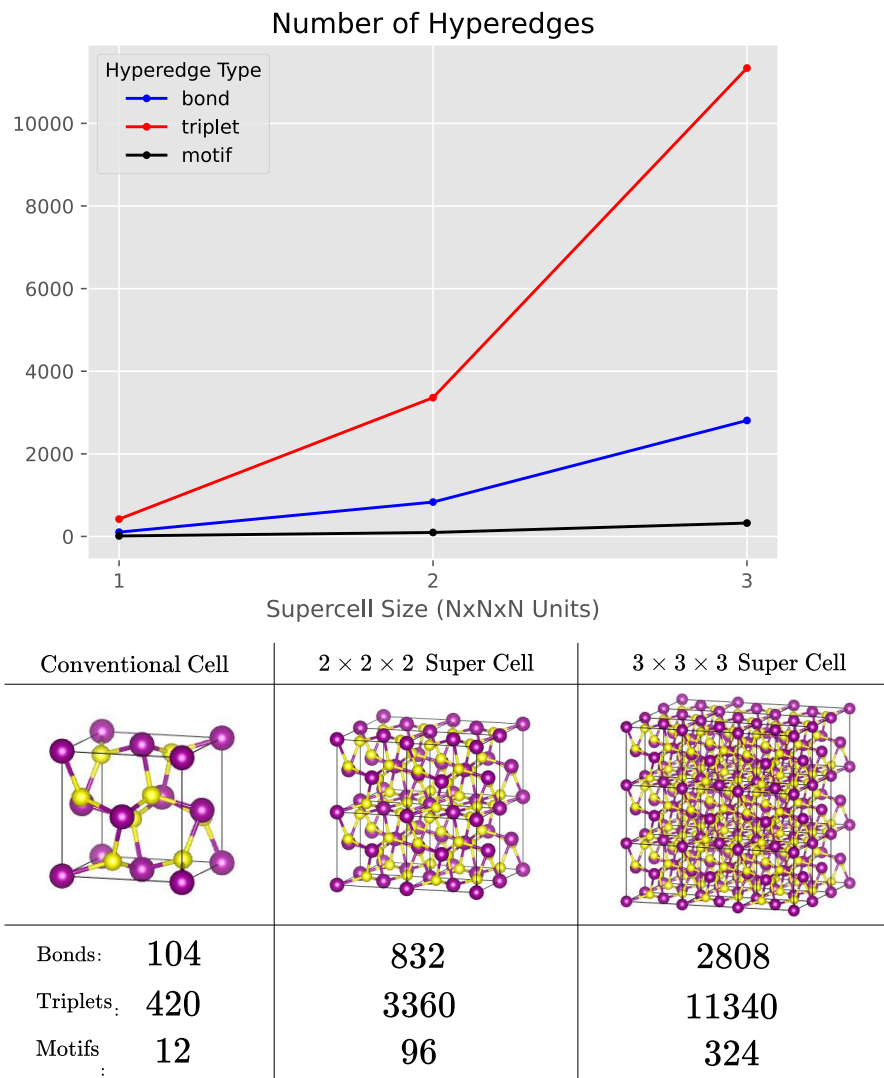 Number of Hyperedges
Hyperedge Type
bond
triplet
motif
10000
8000
6000
4000
2000
0
1 2 3
Supercell Size (NxNxN Units)
Conventional Cell 2 × 2 × 2 Super Cell 3 × 3 × 3 Super Cell
Bonds: 104 832 2808
Triplets: 420 3360 11340
Motifs: 12 96 324